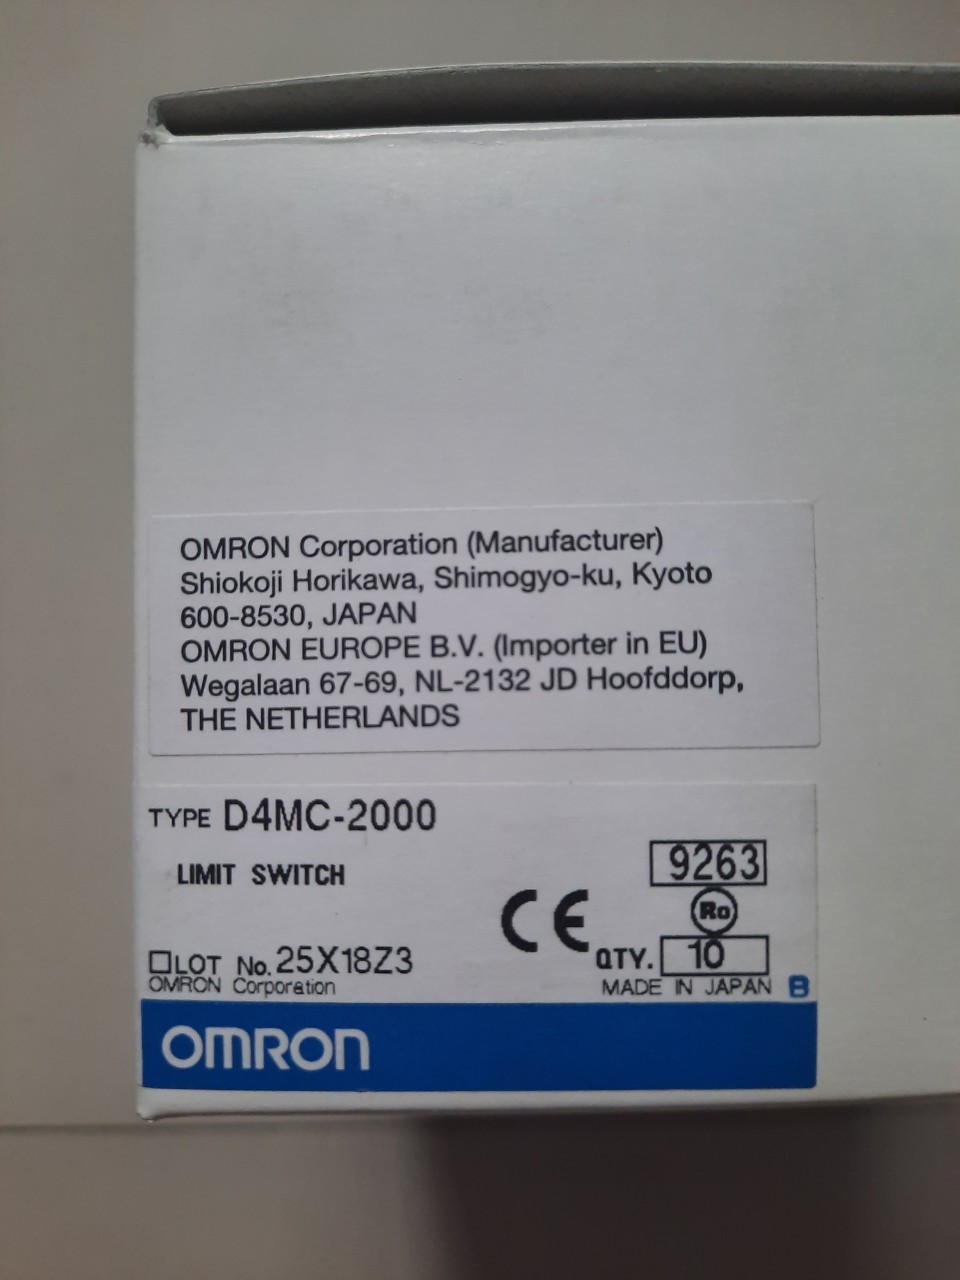 OMRON Corporation (Manufacturer)
Shiokoji Horikawa, Shimogyo-ku, Kyoto
600-8530, JAPAN
OMRON EUROPE B.V. (Importer in EU)
Wegalaan 67-69, NL-2132 JD Hoofddorp,
THE NETHERLANDS
TYPE D4MC-2000
LIMIT SWITCH
9263
CE
Ro
LOT No. 25X18Z3
QTY. 10
OMRON Corporation
MADE IN JAPAN B
OMRON